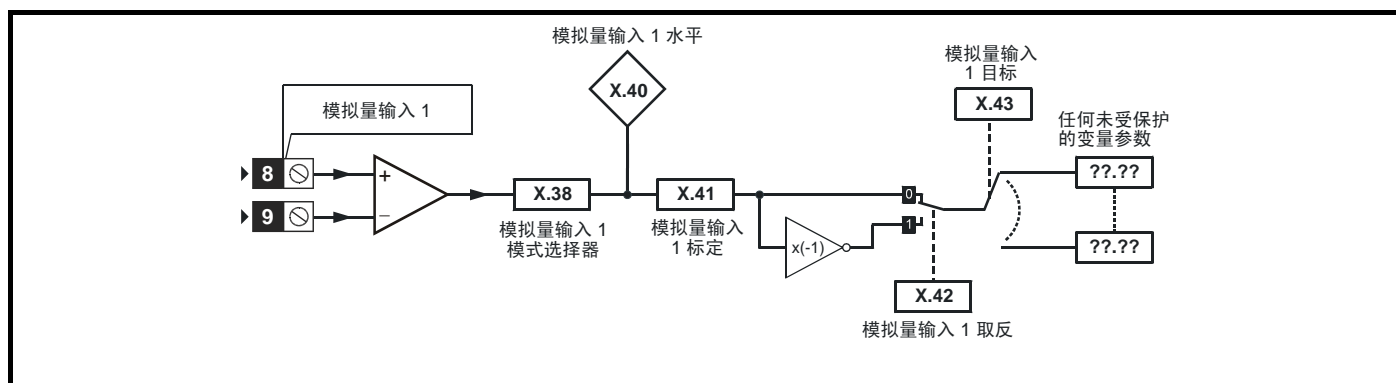 模拟量输入 1 水平
模拟量输入
1 目标
X.40
模拟量输入 1
X.43
任何未受保护
的变量参数
8
+
??.??
X.38
X.41
0
9
−
1
模拟量输入 1
模式选择器
模拟量输入
1 标定
x(-1)
??.??
X.42
模拟量输入 1 取反